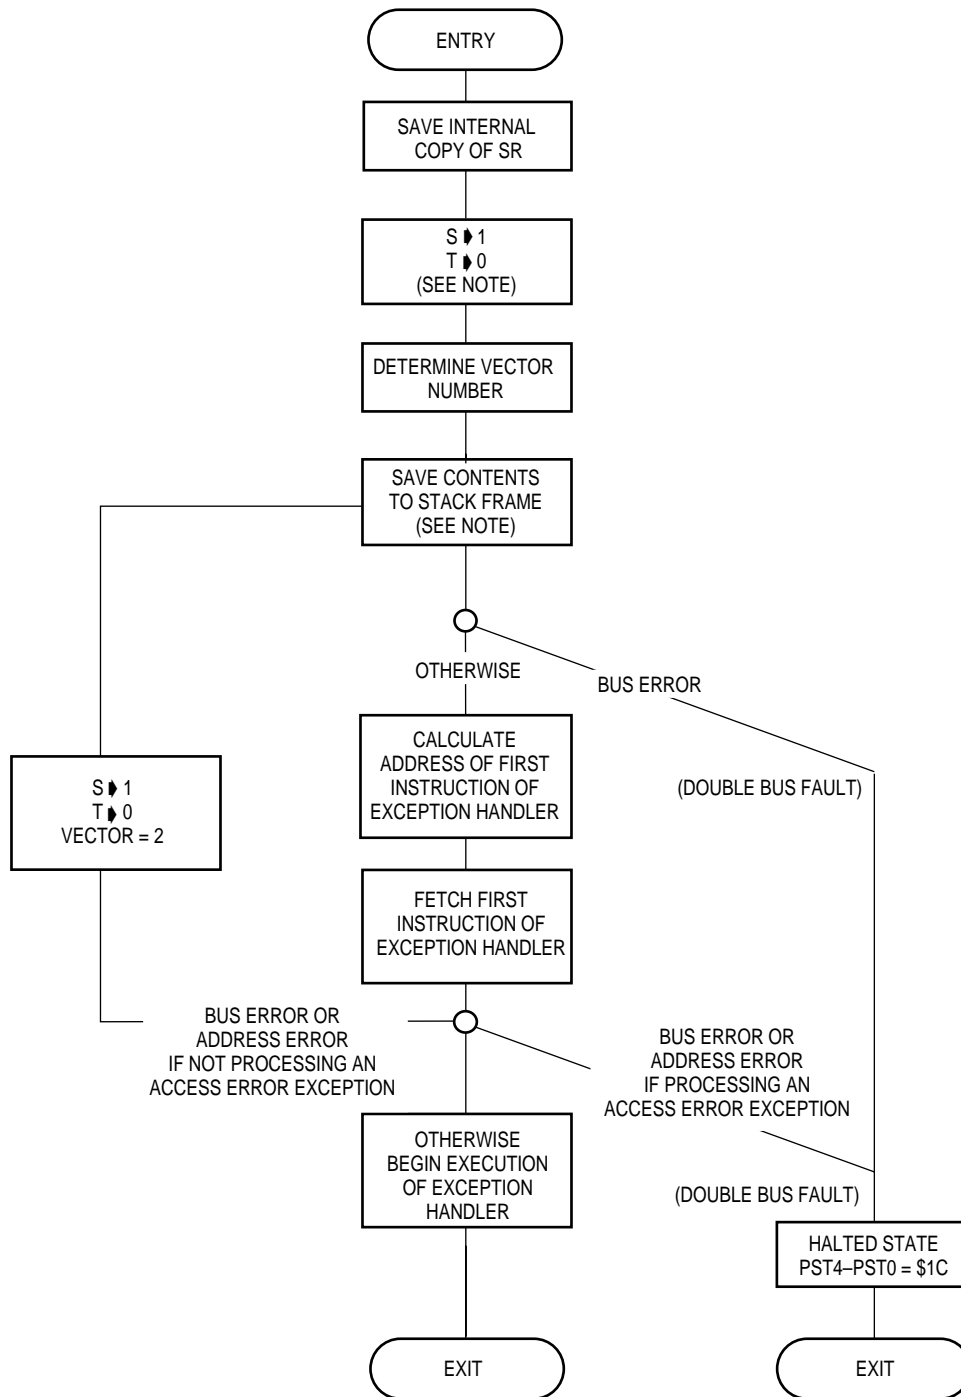 ENTRY
SAVE INTERNAL
COPY OF SR
S ➧ 1
T ➧ 0
(SEE NOTE)
DETERMINE VECTOR
NUMBER
SAVE CONTENTS
TO STACK FRAME
(SEE NOTE)
OTHERWISE
BUS ERROR
CALCULATE
ADDRESS OF FIRST
INSTRUCTION OF
EXCEPTION HANDLER
(DOUBLE BUS FAULT)
S ➧ 1
T ➧ 0
VECTOR = 2
FETCH FIRST
INSTRUCTION OF
EXCEPTION HANDLER
BUS ERROR OR
ADDRESS ERROR
IF NOT PROCESSING AN
ACCESS ERROR EXCEPTION
BUS ERROR OR
ADDRESS ERROR
IF PROCESSING AN
ACCESS ERROR EXCEPTION
OTHERWISE
BEGIN EXECUTION
OF EXCEPTION
HANDLER
(DOUBLE BUS FAULT)
HALTED STATE
PST4–PST0 = $1C
EXIT
EXIT